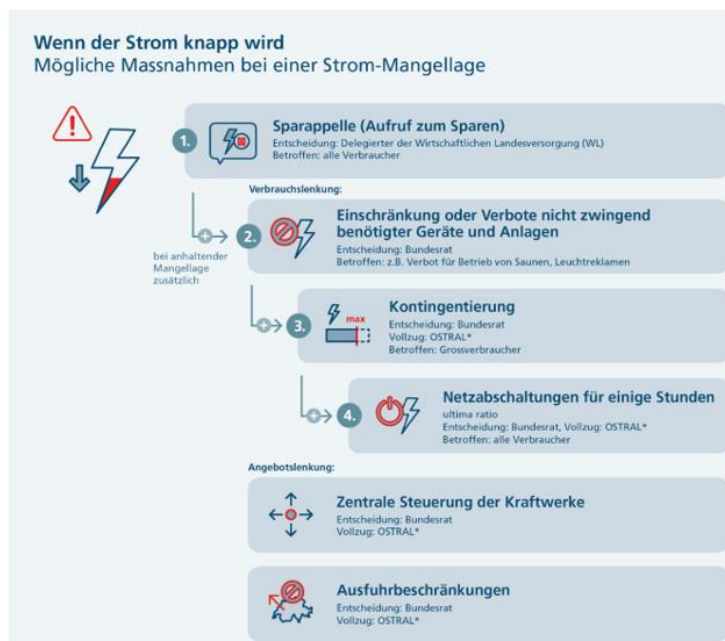 Wenn der Strom knapp wird
Mögliche Massnahmen bei einer Strom-Mangellage
1.
Sparappelle (Aufruf zum Sparen)
Entscheidung: Delegierter der Wirtschaftlichen Landesversorgung (WL)
Betroffen: alle Verbraucher
Verbrauchslenkung:
bei anhaltender
Mangellage
zusätzlich
2.
Einschränkung oder Verbote nicht zwingend
benötigter Geräte und Anlagen
Entscheidung: Bundesrat
Betroffen: z.B. Verbot für Betrieb von Saunen, Leuchtreklamen
3.
max
Kontingentierung
Entscheidung: Bundesrat
Vollzug: OSTRAL*
Betroffen: Grossverbraucher
4.
Netzabschaltungen für einige Stunden
ultima ratio
Entscheidung: Bundesrat, Vollzug: OSTRAL*
Betroffen: alle Verbraucher
Angebotslenkung:
Zentrale Steuerung der Kraftwerke
Entscheidung: Bundesrat
Vollzug: OSTRAL*
Ausfuhrbeschränkungen
Entscheidung: Bundesrat
Vollzug: OSTRAL*